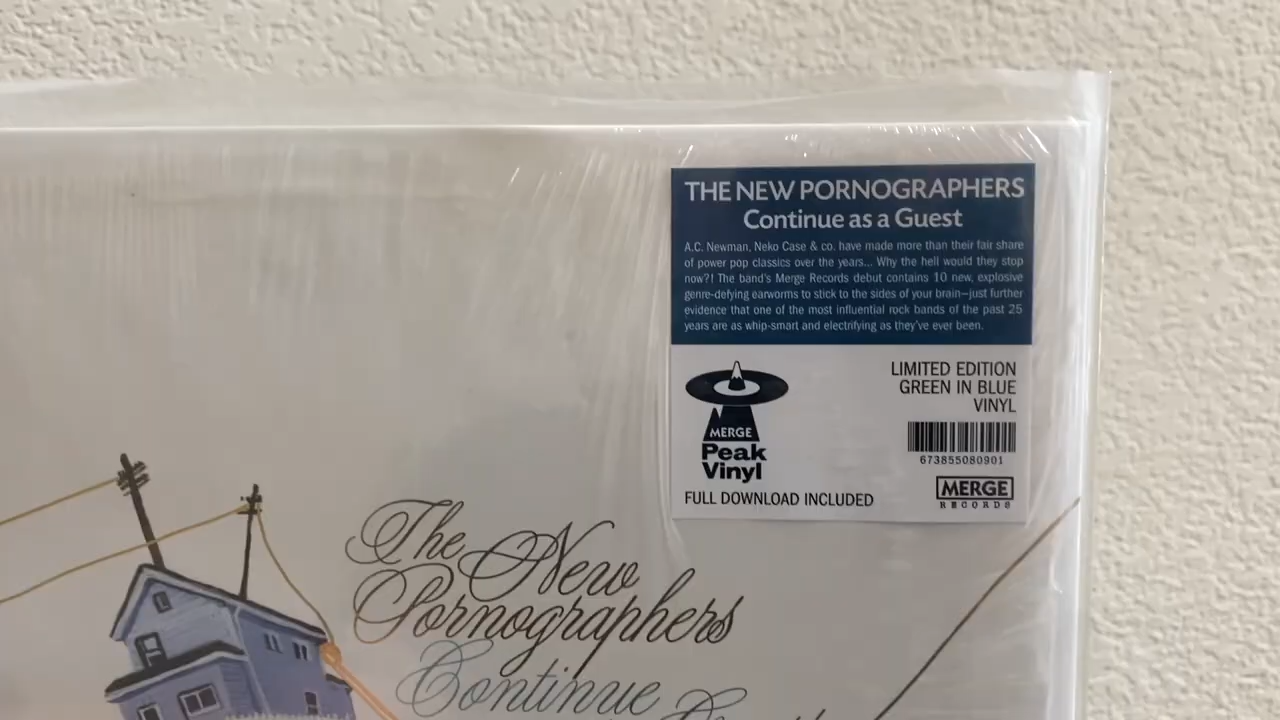 THE NEW PORNOGRAPHERS
Continue as a Guest
A.C. Newman, Neko Case & co. have made more than their fair share
of power pop classics over the years... Why the hell would they stop
now?! The band's Merge Records debut contains 10 new, explosive
genre-defying earworms to stick to the sides of your brain—just further
evidence that one of the most influential rock bands of the past 25
years are as whip-smart and electrifying as they've ever been.
LIMITED EDITION
GREEN IN BLUE
VINYL
MERGE
Peak
Vinyl
673855080901
FULL DOWNLOAD INCLUDED
MERGE
RECORDS
The New
Pornographers
Continue